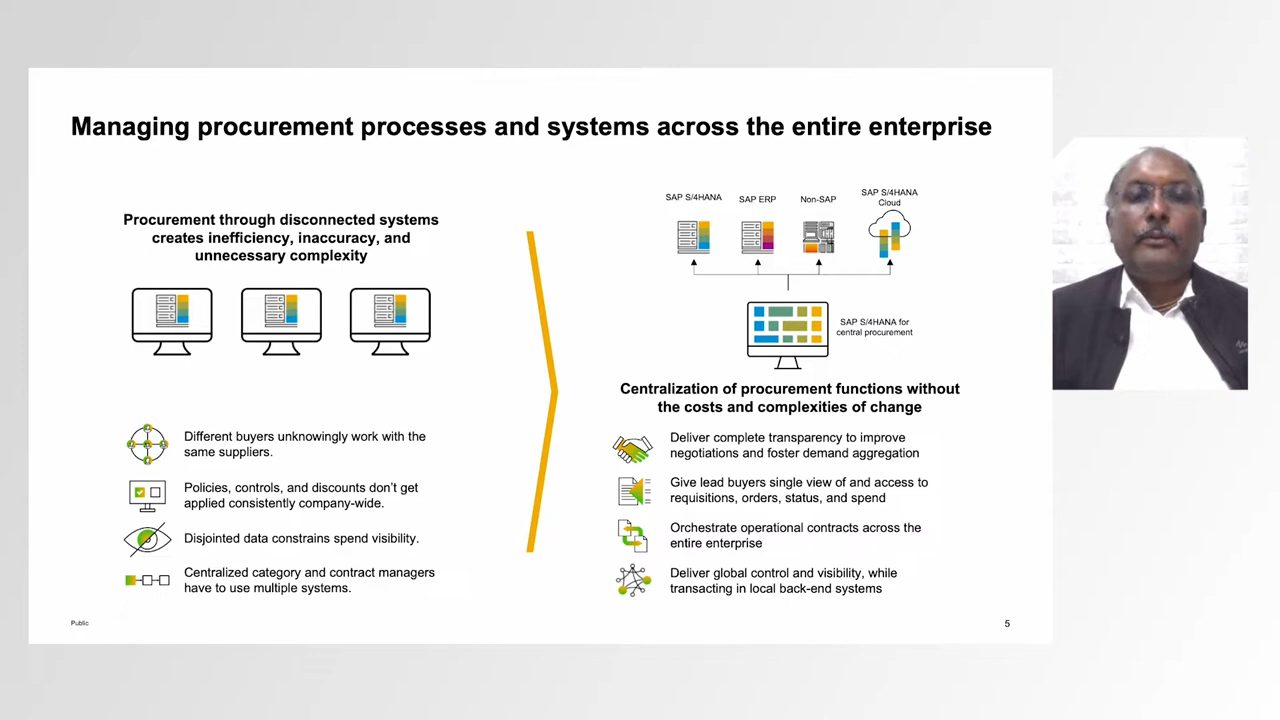 Managing procurement processes and systems across the entire enterprise
Procurement through disconnected systems
creates inefficiency, inaccuracy, and
unnecessary complexity
Different buyers unknowingly work with the
same suppliers.
Policies, controls, and discounts don’t get
applied consistently company-wide.
Disjointed data constrains spend visibility.
Centralized category and contract managers
have to use multiple systems.
SAP S/4HANA
SAP ERP
Non-SAP
SAP S/4HANA
Cloud
SAP S/4HANA for
central procurement
Centralization of procurement functions without
the costs and complexities of change
Deliver complete transparency to improve
negotiations and foster demand aggregation
Give lead buyers single view of and access to
requisitions, orders, status, and spend
Orchestrate operational contracts across the
entire enterprise
Deliver global control and visibility, while
transacting in local back-end systems
Public
5